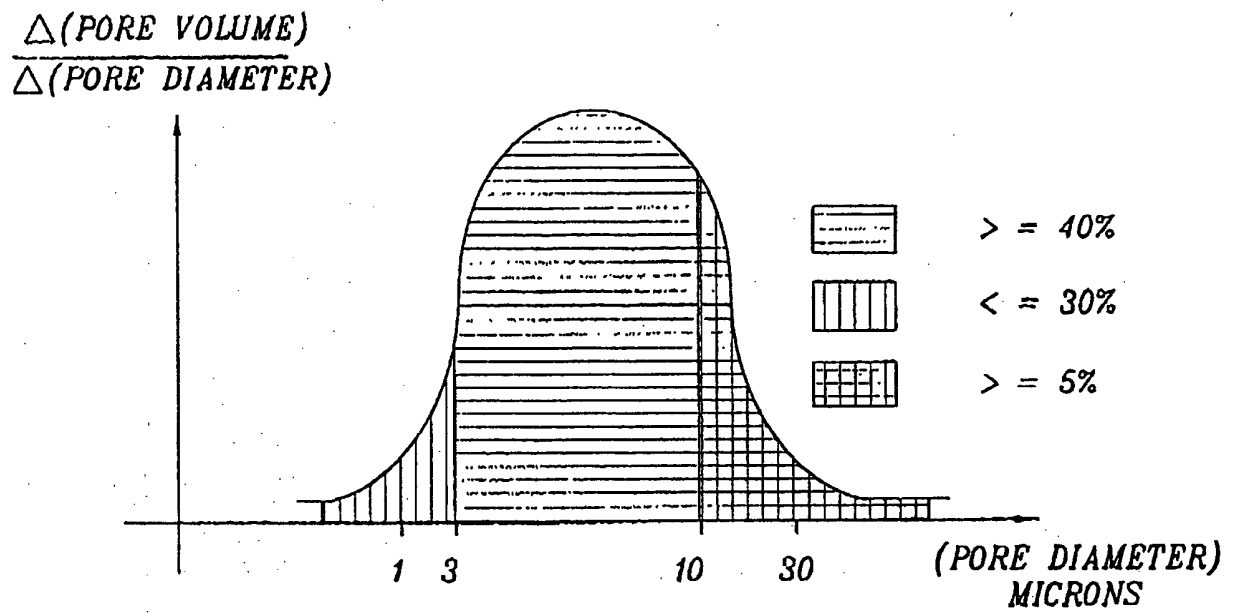 △(PORE VOLUME)
△(PORE DIAMETER)
> = 40%
< = 30%
> = 5%
1 3 10 30
(PORE DIAMETER)
MICRONS